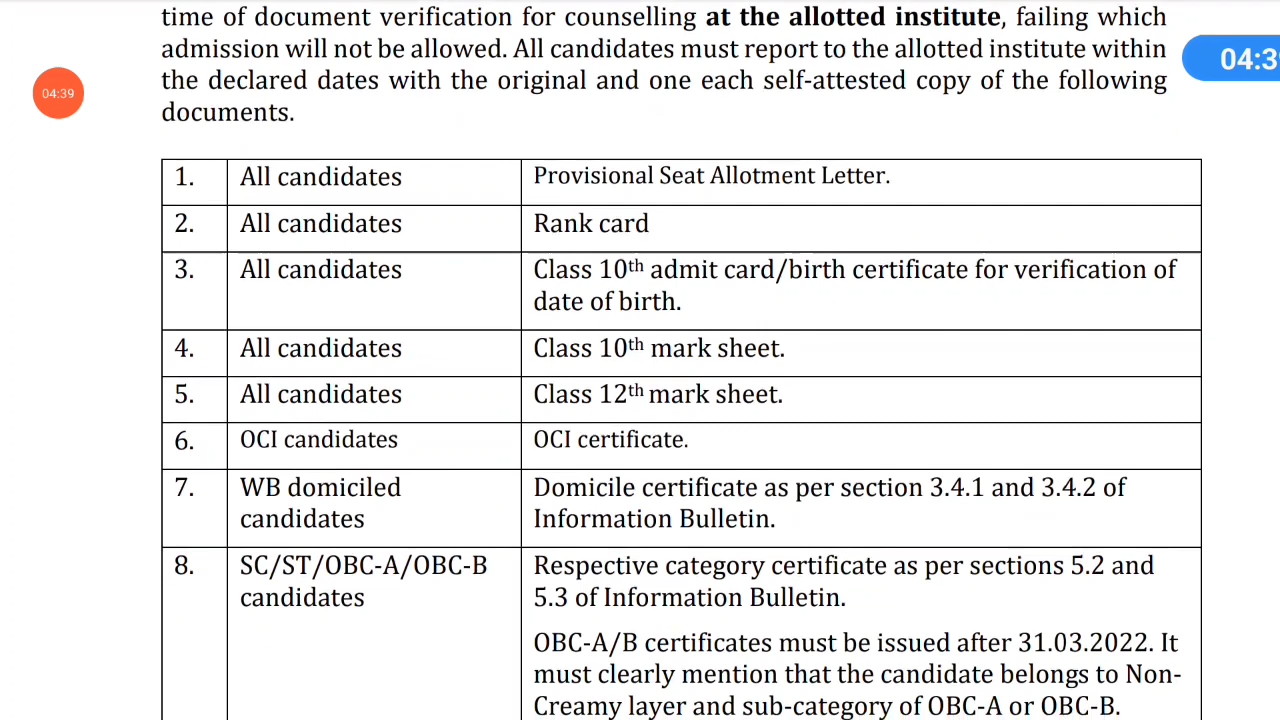 time of document verification for counselling at the allotted institute, failing which
admission will not be allowed. All candidates must report to the allotted institute within
the declared dates with the original and one each self-attested copy of the following
documents.
04:39
04:3
1. All candidates Provisional Seat Allotment Letter.
2. All candidates Rank card
3. All candidates Class 10th admit card/birth certificate for verification of
date of birth.
4. All candidates Class 10th mark sheet.
5. All candidates Class 12th mark sheet.
6. OCI candidates OCI certificate.
7. WB domiciled Domicile certificate as per section 3.4.1 and 3.4.2 of
candidates Information Bulletin.
8. SC/ST/OBC-A/OBC-B Respective category certificate as per sections 5.2 and
candidates 5.3 of Information Bulletin.
OBC-A/B certificates must be issued after 31.03.2022. It
must clearly mention that the candidate belongs to Non-
Creamy layer and sub-category of OBC-A or OBC-B.